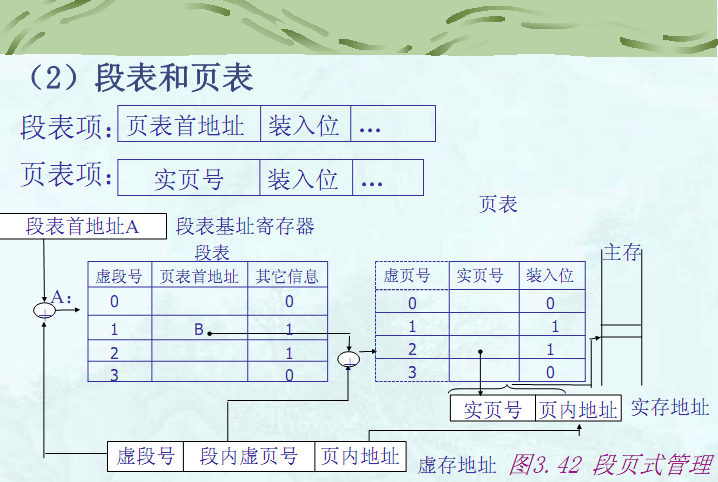 （2）段表和页表
段表项： 页表首地址 装入位 …
页表项： 实页号 装入位 …
页表
段表首地址A 段表基址寄存器
段表
主存
虚段号 页表首地址 其它信息
A：
0 0
1 B 1
2 1
3 0
虚页号 实页号 装入位
0 0
1 1
2 1
3 0
实页号 页内地址 实存地址
虚段号 段内虚页号 页内地址 虚存地址
图3.42 段页式管理